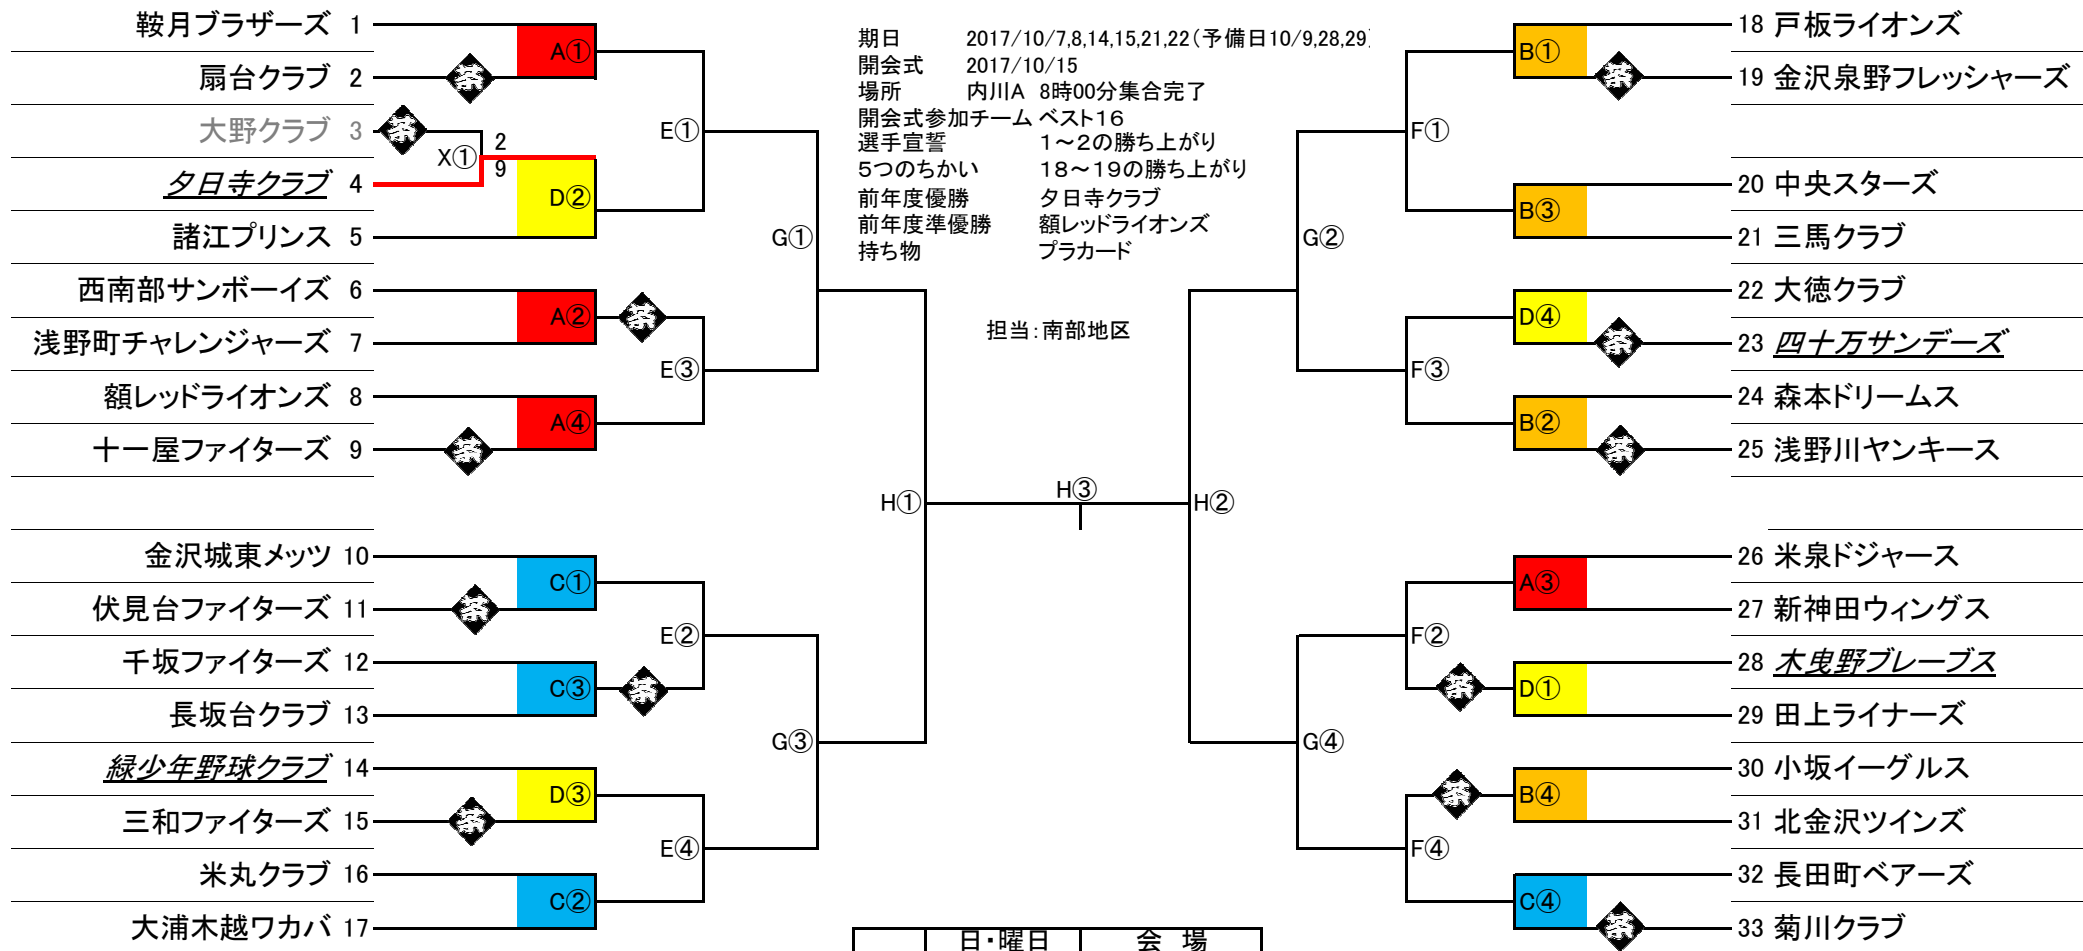 鞍月ブラザーズ 1
扇台クラブ 2
大野クラブ 3
夕日寺クラブ 4
諸江プリンス 5
西南部サンボーイズ 6
浅野町チャレンジャーズ 7
額レッドライオンズ 8
十一屋ファイターズ 9
金沢城東メッツ 10
伏見台ファイターズ 11
千坂ファイターズ 12
長坂台クラブ 13
緑少年野球クラブ 14
三和ファイターズ 15
米丸クラブ 16
大浦木越ワカバ 17
A①
X①
2
9
D②
A②
A④
C①
C③
D③
C②
E①
E③
E②
E④
G①
G③
H①
H③
期日 2017/10/7,8,14,15,21,22(予備日10/9,28,29)
開会式 2017/10/15
場所 内川A 8時00分集合完了
開会式参加チーム ベスト16
選手宣誓 1~2の勝ち上がり
5つのちかい 18~19の勝ち上がり
前年度優勝 夕日寺クラブ
前年度準優勝 額レッドライオンズ
持ち物 プラカード
担当:南部地区
H②
G②
G④
F①
F③
F②
F④
B①
B③
D④
B②
A③
D①
B④
C④
18 戸板ライオンズ
19 金沢泉野フレッシャーズ
20 中央スターズ
21 三馬クラブ
22 大徳クラブ
23 四十万サンデーズ
24 森本ドリームス
25 浅野川ヤンキース
26 米泉ドジャース
27 新神田ウィングス
28 木曳野ブレーブス
29 田上ライナーズ
30 小坂イーグルス
31 北金沢ツインズ
32 長田町ベアーズ
33 菊川クラブ
日・曜日 会 場